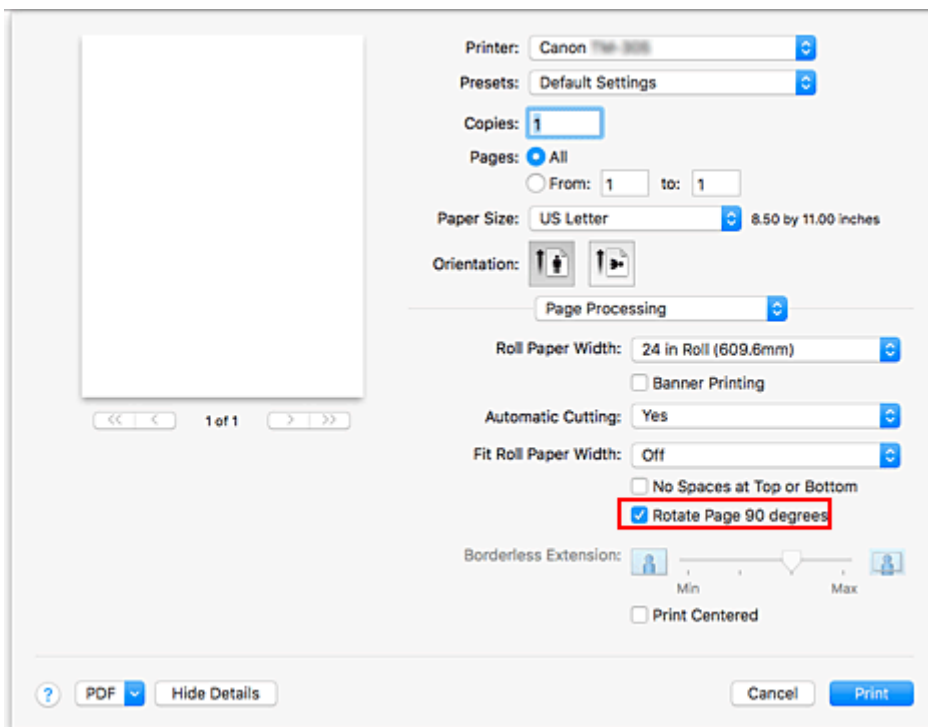 Printer: Canon
Presets: Default Settings
Copies: 1
Pages: All
From: 1 to: 1
Paper Size: US Letter 8.50 by 11.00 inches
Orientation:
Page Processing
Roll Paper Width: 24 in Roll (609.6mm)
Banner Printing
1 of 1
Automatic Cutting: Yes
Fit Roll Paper Width: Off
No Spaces at Top or Bottom
Rotate Page 90 degrees
Borderless Extension:
Min Max
Print Centered
? PDF Hide Details Cancel Print